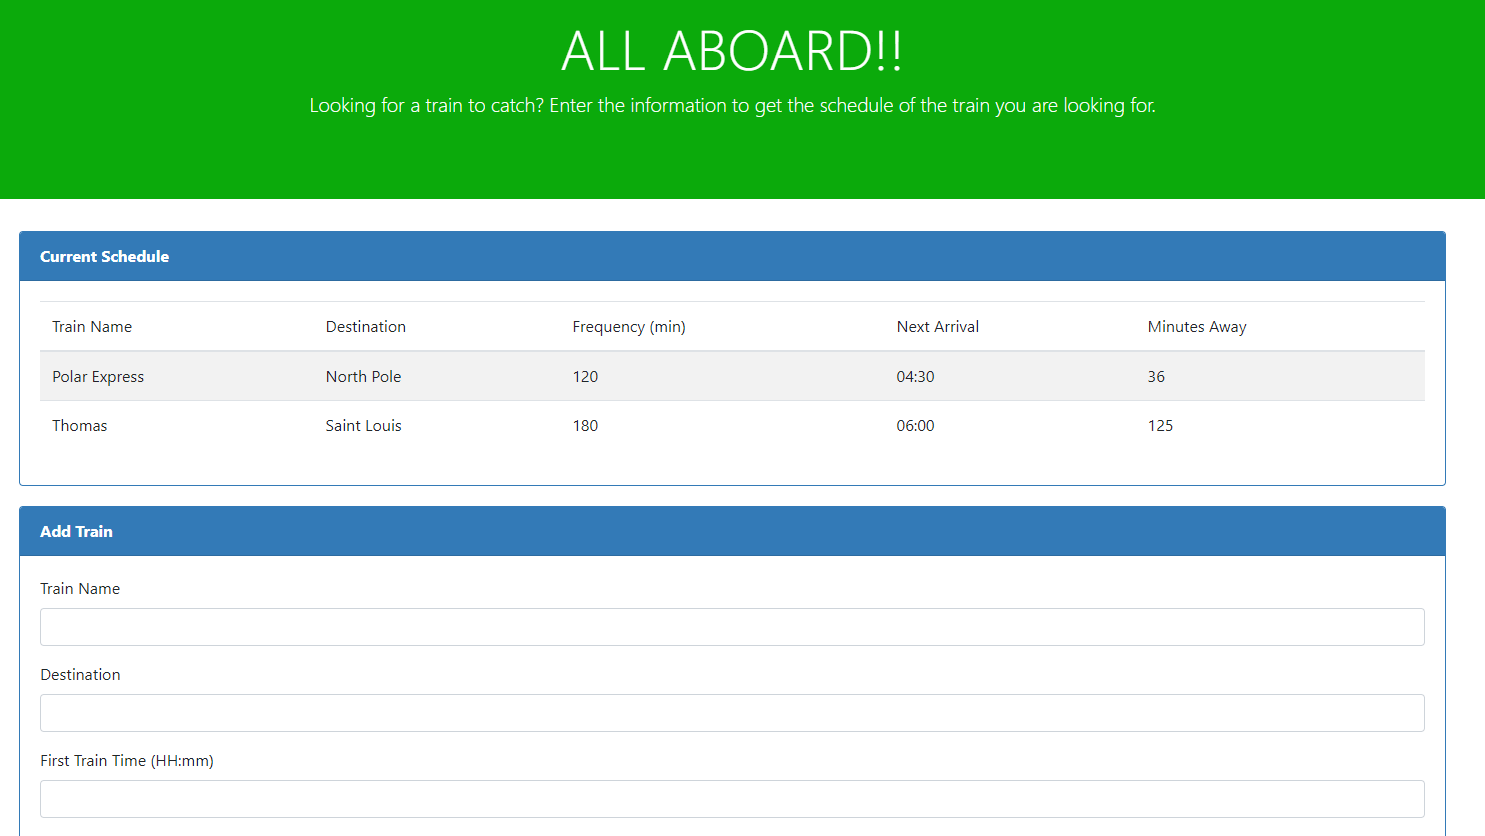 ALL ABOARD!!
Looking for a train to catch? Enter the information to get the schedule of the train you are looking for.
Current Schedule
Train Name Destination Frequency (min) Next Arrival Minutes Away
Polar Express North Pole 120 04:30 36
Thomas Saint Louis 180 06:00 125
Add Train
Train Name
Destination
First Train Time (HH:mm)